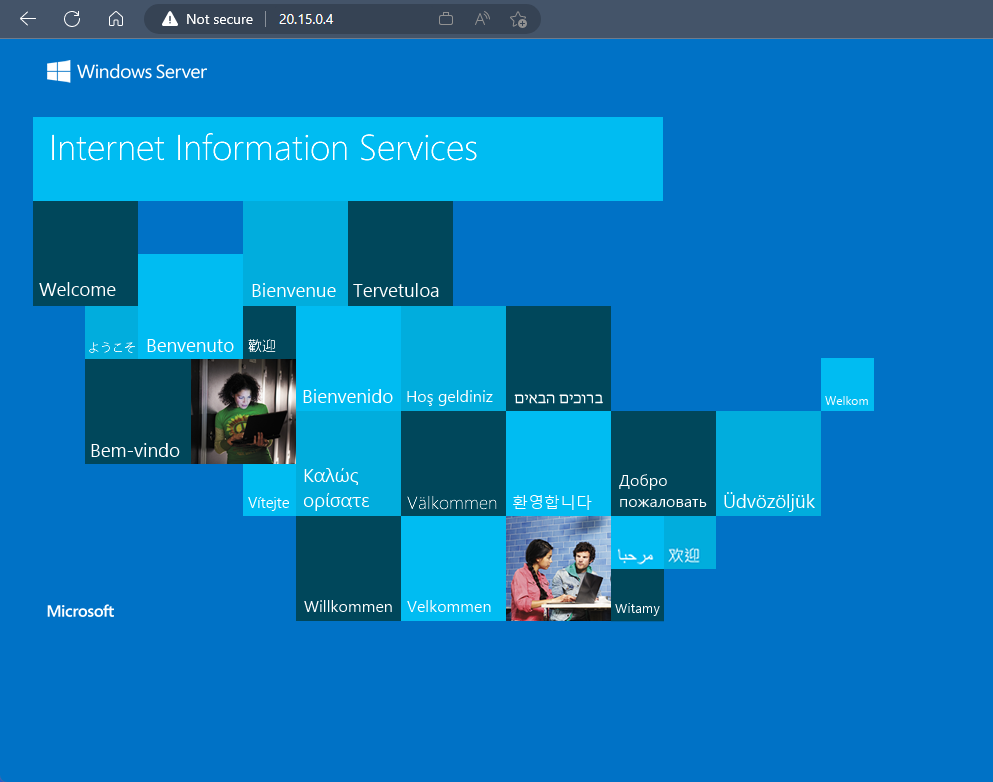 Not secure
20.15.0.4
Windows Server
Internet Information Services
Welcome
Bienvenue
Tervetuloa
ようこそ
Benvenuto
歡迎
Bienvenido
Hoş geldiniz
ברוכים הבאים
Welkom
Bem-vindo
Vítejte
Καλώς
ορίσατε
Välkommen
환영합니다
Добро
пожаловать
Üdvözöljük
مرحبا
欢迎
Willkommen
Velkommen
Witamy
Microsoft